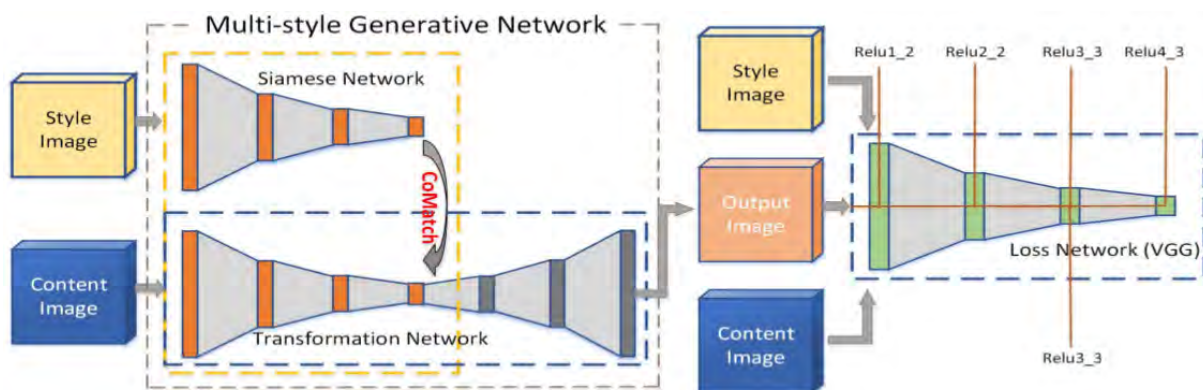 Multi-style Generative Network
Siamese Network
Style
Image
CoMatch
Content
Image
Transformation Network
Style
Image
Output
Image
Content
Image
Relu1_2
Relu2_2
Relu3_3
Relu4_3
Loss Network (VGG)
Relu3_3